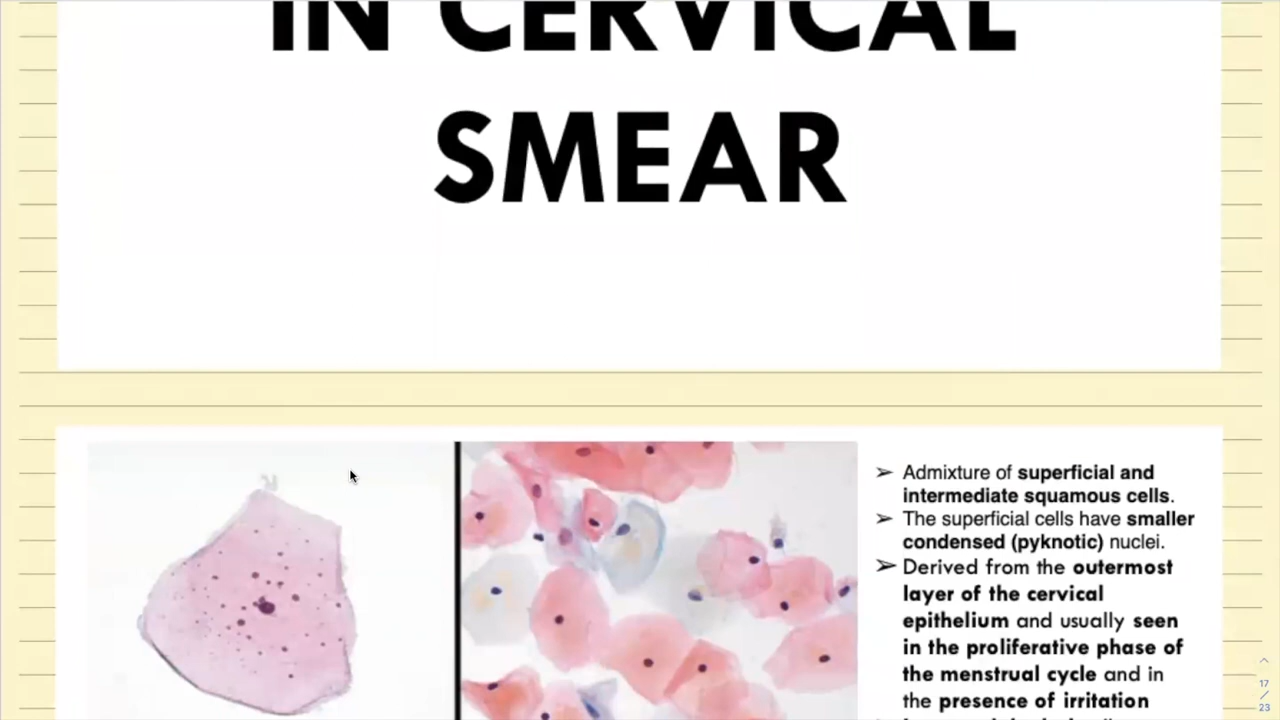 IN CERVICAL
SMEAR
➢ Admixture of superficial and
intermediate squamous cells.
➢ The superficial cells have smaller
condensed (pyknotic) nuclei.
➢ Derived from the outermost
layer of the cervical
epithelium and usually seen
in the proliferative phase of
the menstrual cycle and in
the presence of irritation
17
/
23